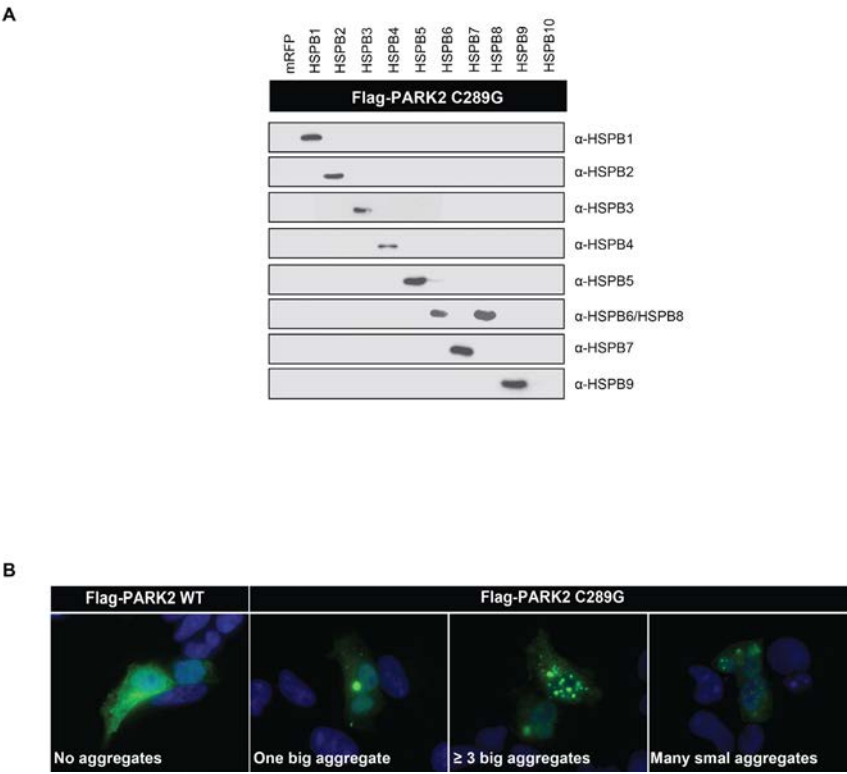 A
mRFP
HSPB1
HSPB2
HSPB3
HSPB4
HSPB5
HSPB6
HSPB7
HSPB8
HSPB9
HSPB10
Flag-PARK2 C289G
α-HSPB1
α-HSPB2
α-HSPB3
α-HSPB4
α-HSPB5
α-HSPB6/HSPB8
α-HSPB7
α-HSPB9
B
Flag-PARK2 WT
Flag-PARK2 C289G
No aggregates
One big aggregate
≥ 3 big aggregates
Many smal aggregates